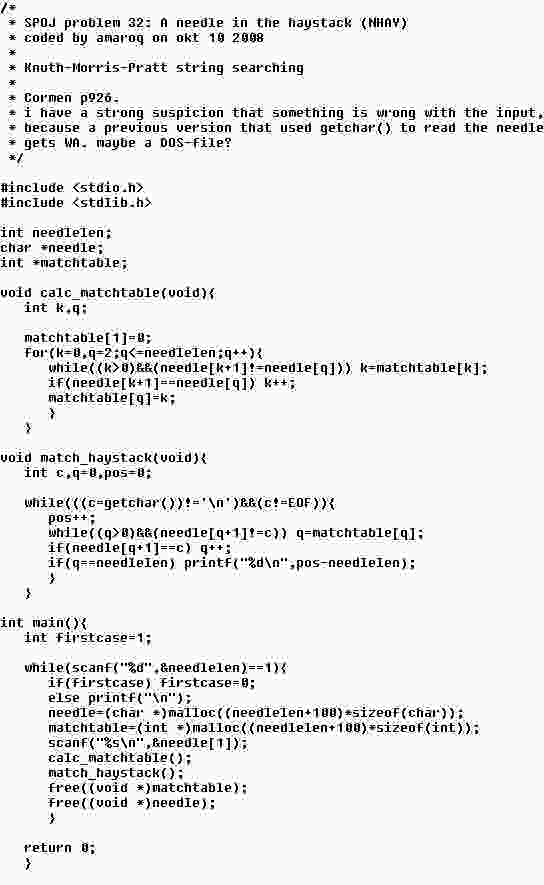 /*
 * SPOJ problem 32: A needle in the haystack (NHAY)
 * coded by amaroq on okt 10 2008
 *
 * Knuth-Morris-Pratt string searching
 *
 * Cormen p926.
 * i have a strong suspicion that something is wrong with the input,
 * because a previous version that used getchar() to read the needle
 * gets WA. maybe a DOS-file?
 */

#include <stdio.h>
#include <stdlib.h>

int needlelen;
char *needle;
int *matchtable;

void calc_matchtable(void){
   int k,q;

   matchtable[1]=0;
   for(k=0,q=2;q<=needlelen;q++){
      while((k>0)&&(needle[k+1]!=needle[q])) k=matchtable[k];
      if(needle[k+1]==needle[q]) k++;
      matchtable[q]=k;
      }
   }

void match_haystack(void){
   int c,q=0,pos=0;

   while(((c=getchar())!='\n')&&(c!=EOF)){
      pos++;
      while((q>0)&&(needle[q+1]!=c)) q=matchtable[q];
      if(needle[q+1]==c) q++;
      if(q==needlelen) printf("%d\n",pos-needlelen);
      }
   }

int main(){
   int firstcase=1;

   while(scanf("%d",&needlelen)==1){
      if(firstcase) firstcase=0;
      else printf("\n");
      needle=(char *)malloc((needlelen+100)*sizeof(char));
      matchtable=(int *)malloc((needlelen+100)*sizeof(int));
      scanf("%s\n",&needle[1]);
      calc_matchtable();
      match_haystack();
      free((void *)matchtable);
      free((void *)needle);
      }

   return 0;
   }